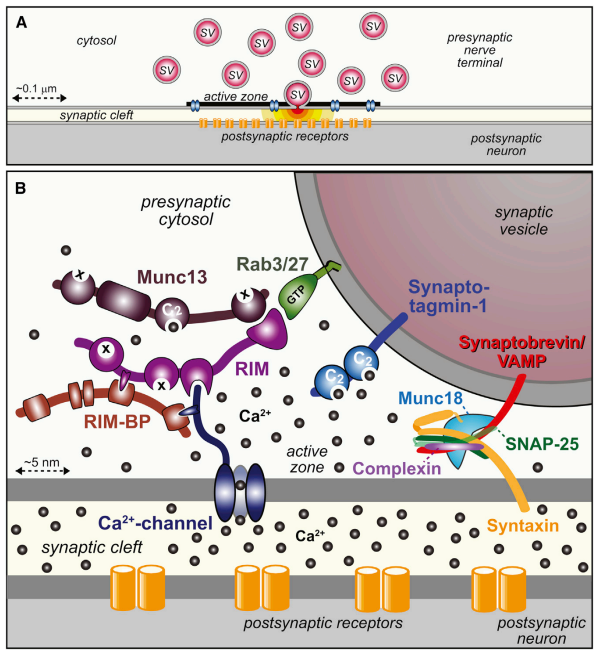 A
cytosol
SV
SV
SV
SV
presynaptic
nerve
terminal
SV
SV
SV
SV
SV
SV
~0.1 µm
active zone
synaptic cleft
postsynaptic receptors
postsynaptic
neuron
B
presynaptic
cytosol
synaptic
vesicle
Rab3/27
x
Munc13
x
GTP
C2
Synapto-
tagmin-1
x
RIM
x
C2
C2
Synaptobrevin/
VAMP
Munc18
RIM-BP
Ca2+
SNAP-25
active
zone
Complexin
~5 nm
Ca2+-channel
Ca2+
Syntaxin
synaptic cleft
postsynaptic receptors
postsynaptic
neuron